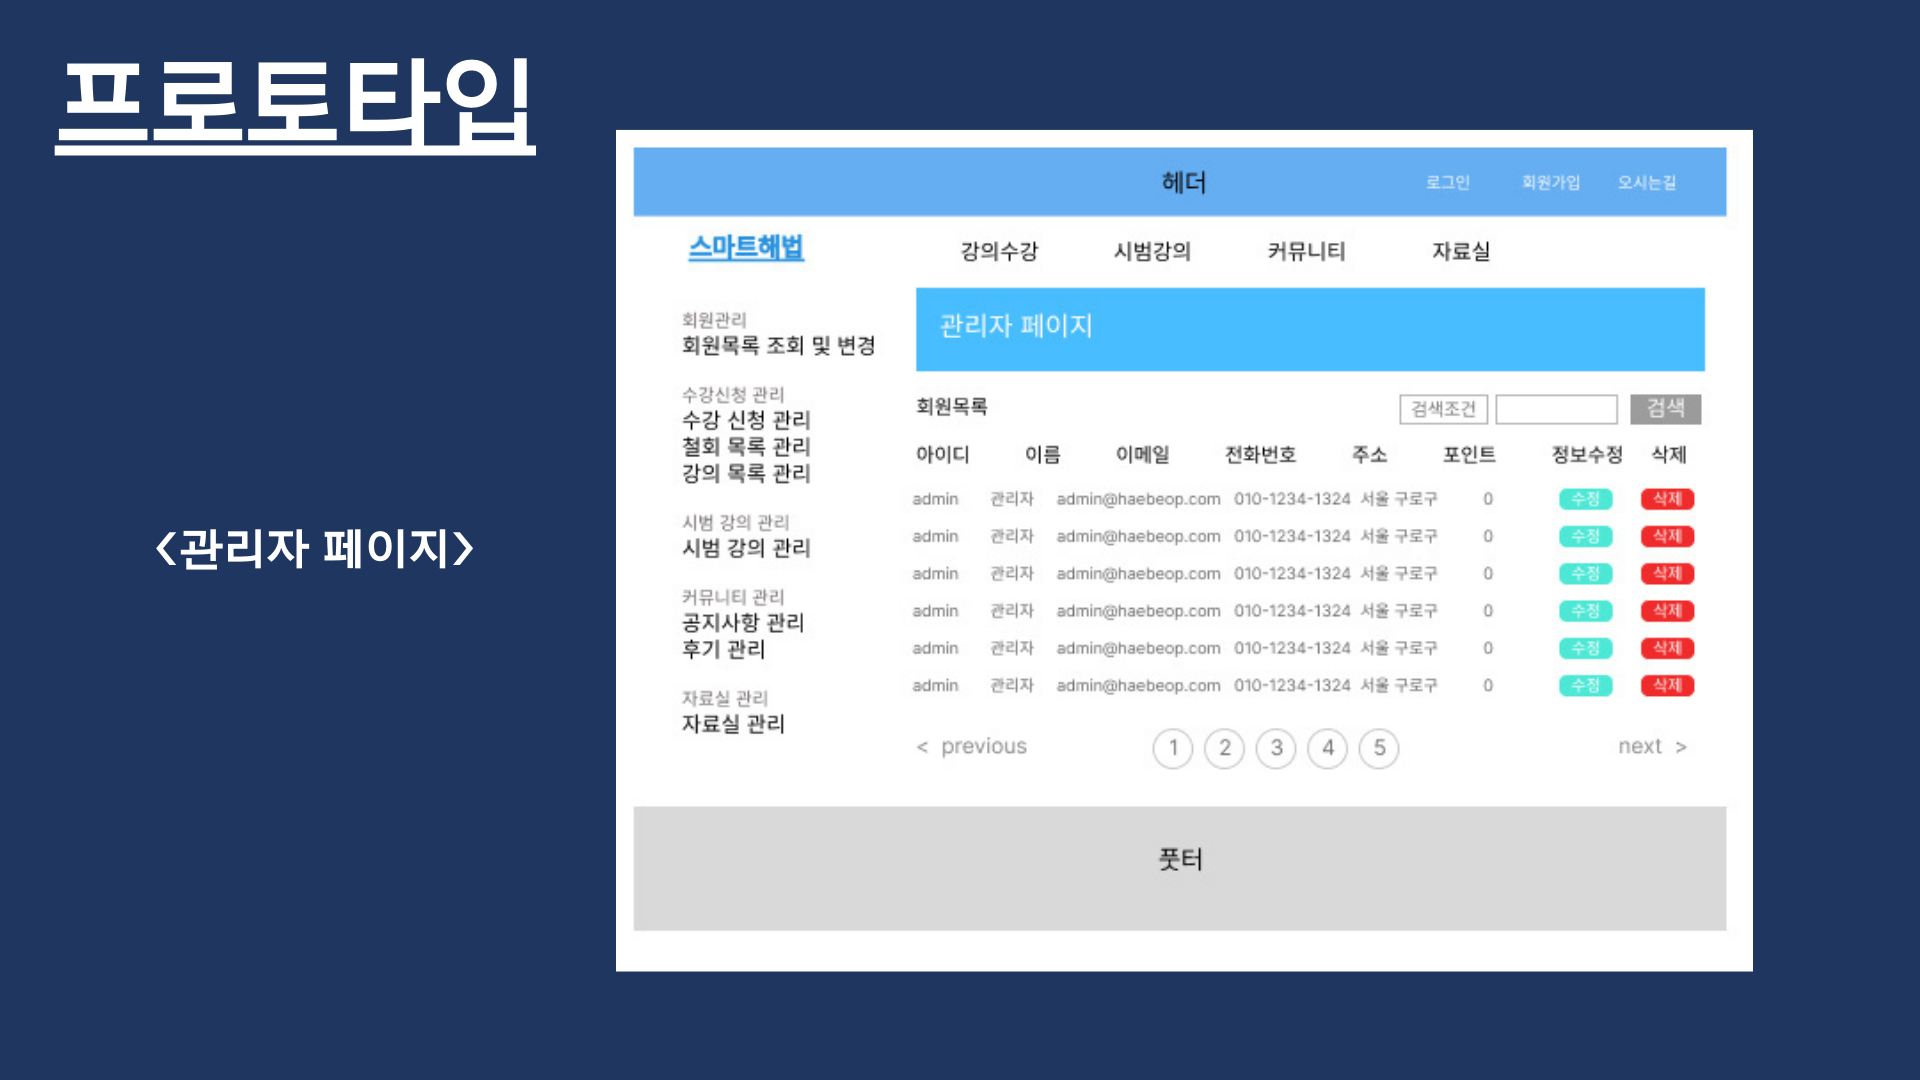 프로토타입
<관리자 페이지>
헤더 로그인 회원가입 오시는길
스마트해법 강의수강 시범강의 커뮤니티 자료실
회원관리
회원목록 조회 및 변경
수강신청 관리
수강 신청 관리
철회 목록 관리
강의 목록 관리
시범 강의 관리
시범 강의 관리
커뮤니티 관리
공지사항 관리
후기 관리
자료실 관리
자료실 관리
관리자 페이지
회원목록 검색조건 검색
아이디 이름 이메일 전화번호 주소 포인트 정보수정 삭제
admin 관리자 admin@haebeop.com 010-1234-1324 서울 구로구 0 수정 삭제
admin 관리자 admin@haebeop.com 010-1234-1324 서울 구로구 0 수정 삭제
admin 관리자 admin@haebeop.com 010-1234-1324 서울 구로구 0 수정 삭제
admin 관리자 admin@haebeop.com 010-1234-1324 서울 구로구 0 수정 삭제
admin 관리자 admin@haebeop.com 010-1234-1324 서울 구로구 0 수정 삭제
admin 관리자 admin@haebeop.com 010-1234-1324 서울 구로구 0 수정 삭제
< previous 1 2 3 4 5 next >
풋터